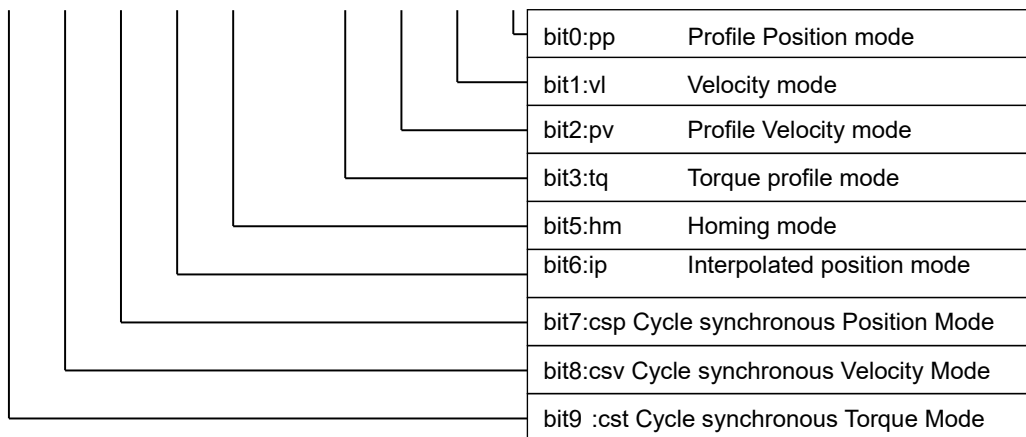 bit0:pp Profile Position mode
bit1:vl Velocity mode
bit2:pv Profile Velocity mode
bit3:tq Torque profile mode
bit5:hm Homing mode
bit6:ip Interpolated position mode
bit7:csp Cycle synchronous Position Mode
bit8:csv Cycle synchronous Velocity Mode
bit9 :cst Cycle synchronous Torque Mode